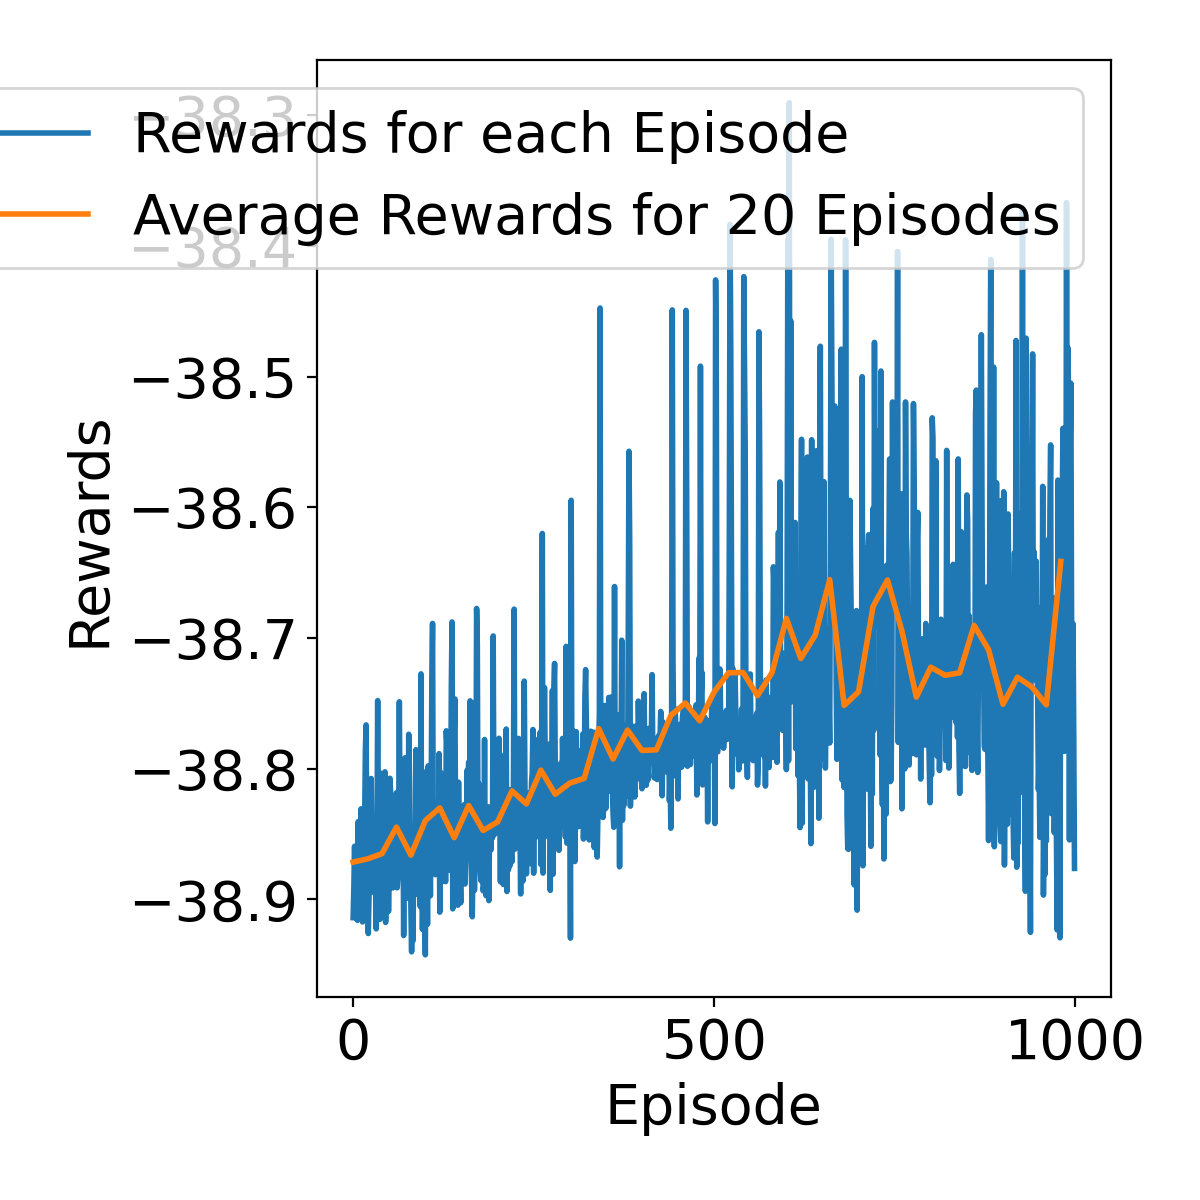 Rewards for each Episode
Average Rewards for 20 Episodes
−38.3
−38.4
−38.5
−38.6
−38.7
−38.8
−38.9
Rewards
0 500 1000
Episode